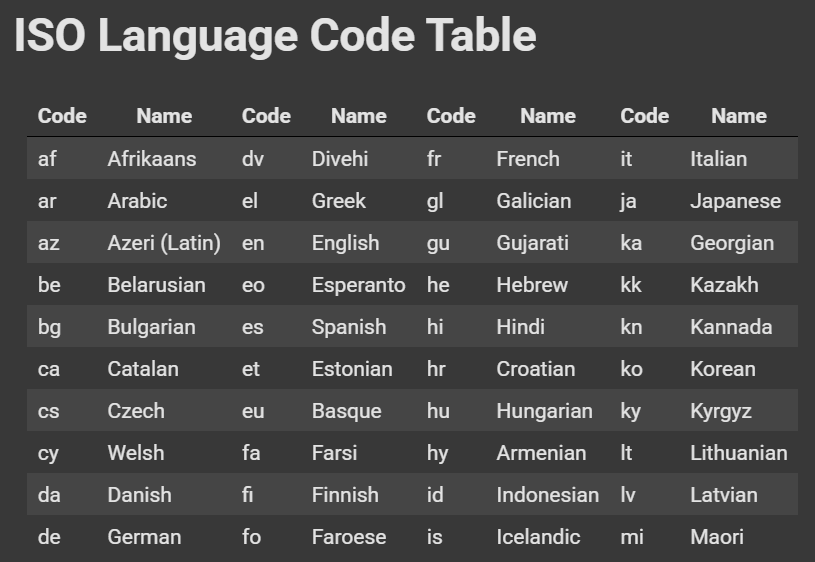 ISO Language Code Table
Code Name Code Name Code Name Code Name
af Afrikaans dv Divehi fr French it Italian
ar Arabic el Greek gl Galician ja Japanese
az Azeri (Latin) en English gu Gujarati ka Georgian
be Belarusian eo Esperanto he Hebrew kk Kazakh
bg Bulgarian es Spanish hi Hindi kn Kannada
ca Catalan et Estonian hr Croatian ko Korean
cs Czech eu Basque hu Hungarian ky Kyrgyz
cy Welsh fa Farsi hy Armenian lt Lithuanian
da Danish fi Finnish id Indonesian lv Latvian
de German fo Faroese is Icelandic mi Maori